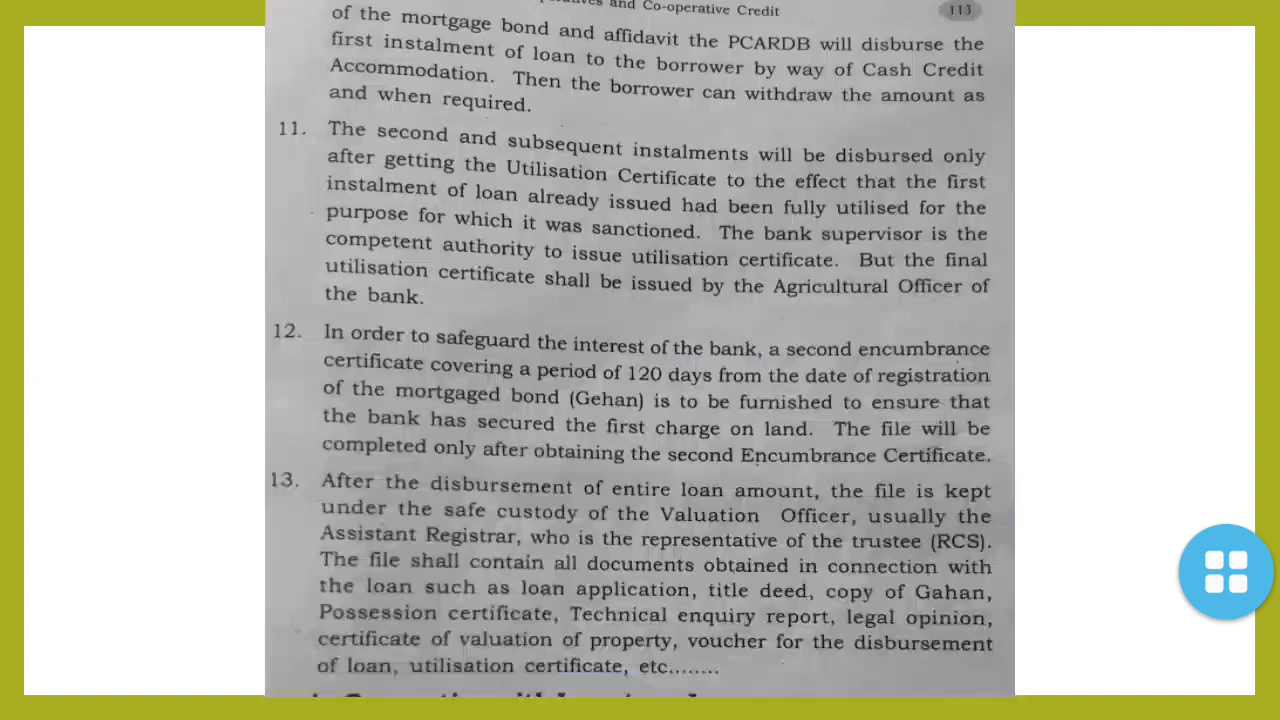 and Co-operative Credit
113
of the mortgage bond and affidavit the PCARDB will disburse the
first instalment of loan to the borrower by way of Cash Credit
Accommodation. Then the borrower can withdraw the amount as
and when required.
11. The second and subsequent instalments will be disbursed only
after getting the Utilisation Certificate to the effect that the first
instalment of loan already issued had been fully utilised for the
purpose for which it was sanctioned. The bank supervisor is the
competent authority to issue utilisation certificate. But the final
utilisation certificate shall be issued by the Agricultural Officer of
the bank.
12. In order to safeguard the interest of the bank, a second encumbrance
certificate covering a period of 120 days from the date of registration
of the mortgaged bond (Gehan) is to be furnished to ensure that
the bank has secured the first charge on land. The file will be
completed only after obtaining the second Encumbrance Certificate.
13. After the disbursement of entire loan amount, the file is kept
under the safe custody of the Valuation Officer, usually the
Assistant Registrar, who is the representative of the trustee (RCS).
The file shall contain all documents obtained in connection with
the loan such as loan application, title deed, copy of Gahan,
Possession certificate, Technical enquiry report, legal opinion,
certificate of valuation of property, voucher for the disbursement
of loan, utilisation certificate, etc........